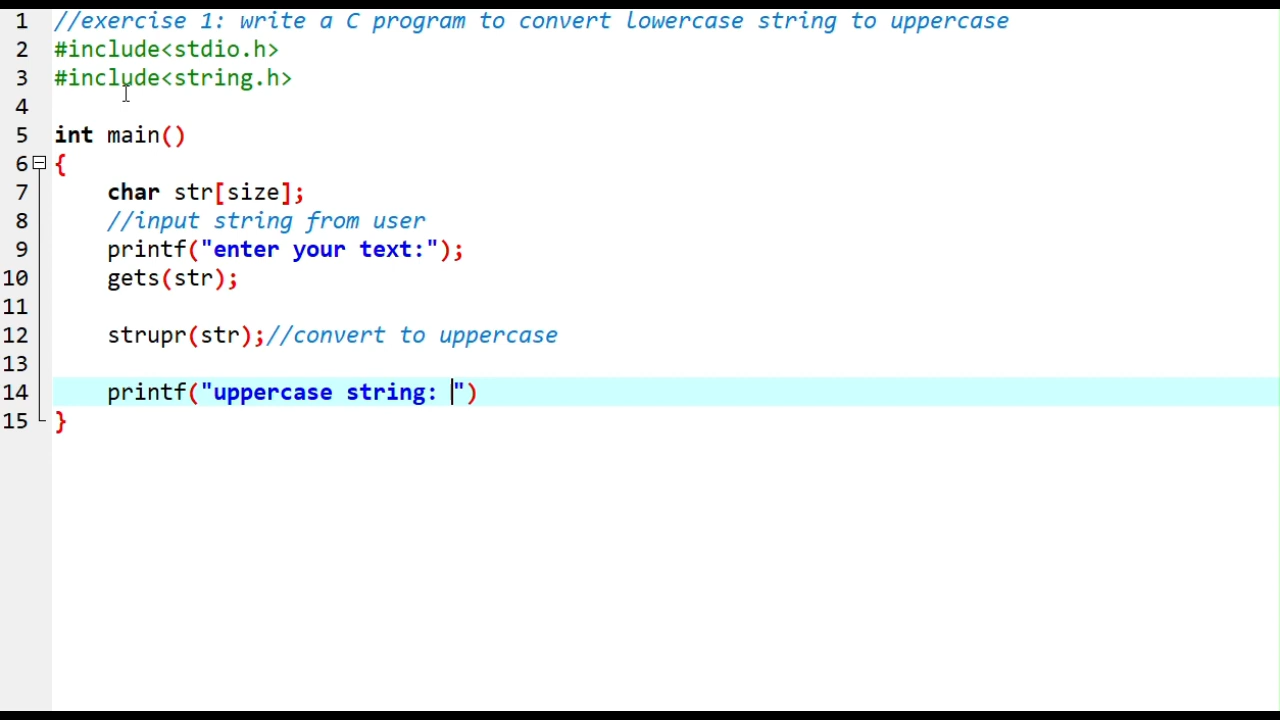 1 //exercise 1: write a C program to convert lowercase string to uppercase
2 #include<stdio.h>
3 #include<string.h>
4
5 int main()
6 {
7 char str[size];
8 //input string from user
9 printf("enter your text:");
10 gets(str);
11
12 strupr(str);//convert to uppercase
13
14 printf("uppercase string: ")
15 }